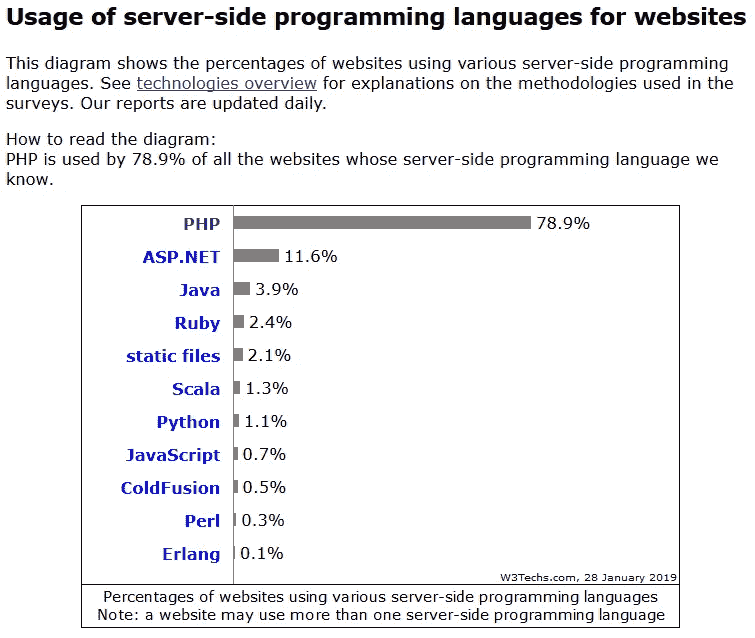 Usage of server-side programming languages for websites
This diagram shows the percentages of websites using various server-side programming
languages. See technologies overview for explanations on the methodologies used in the
surveys. Our reports are updated daily.
How to read the diagram:
PHP is used by 78.9% of all the websites whose server-side programming language we
know.
PHP 78.9%
ASP.NET 11.6%
Java 3.9%
Ruby 2.4%
static files 2.1%
Scala 1.3%
Python 1.1%
JavaScript 0.7%
ColdFusion 0.5%
Perl 0.3%
Erlang 0.1%
W3Techs.com, 28 January 2019
Percentages of websites using various server-side programming languages
Note: a website may use more than one server-side programming language